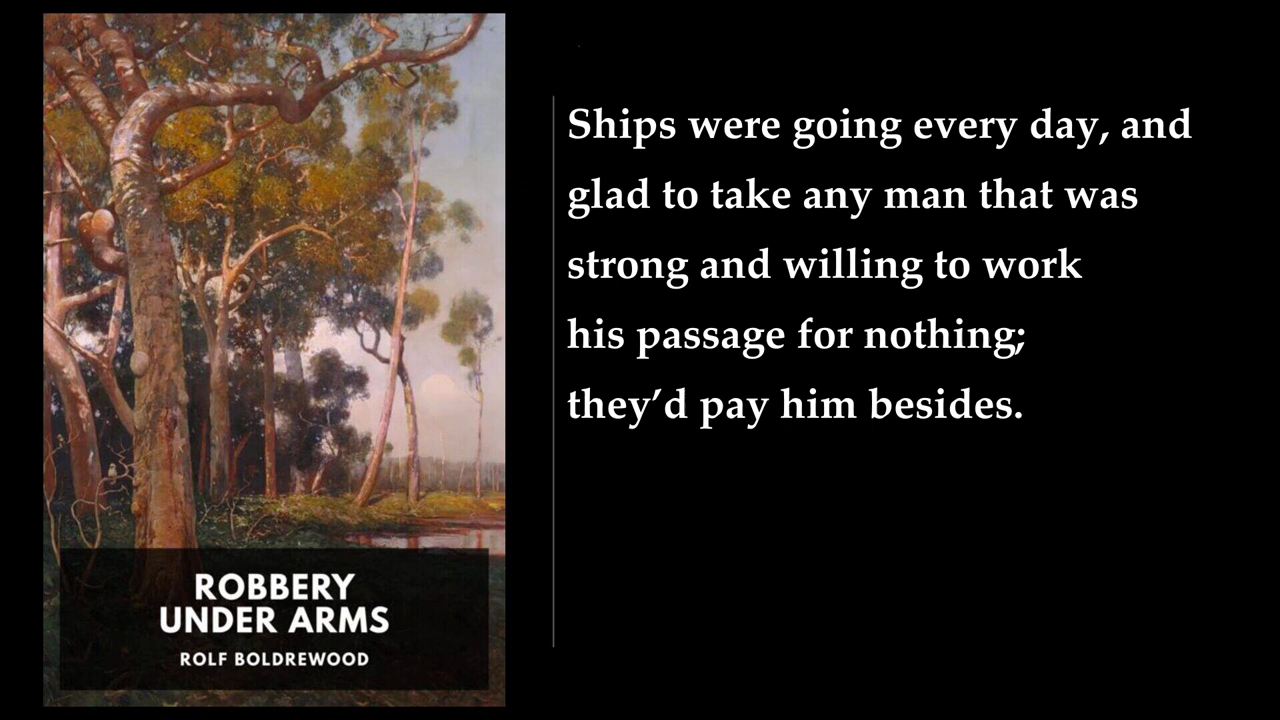 Ships were going every day, and
glad to take any man that was
strong and willing to work
his passage for nothing;
they’d pay him besides.
ROBBERY
UNDER ARMS
ROLF BOLDREWOOD